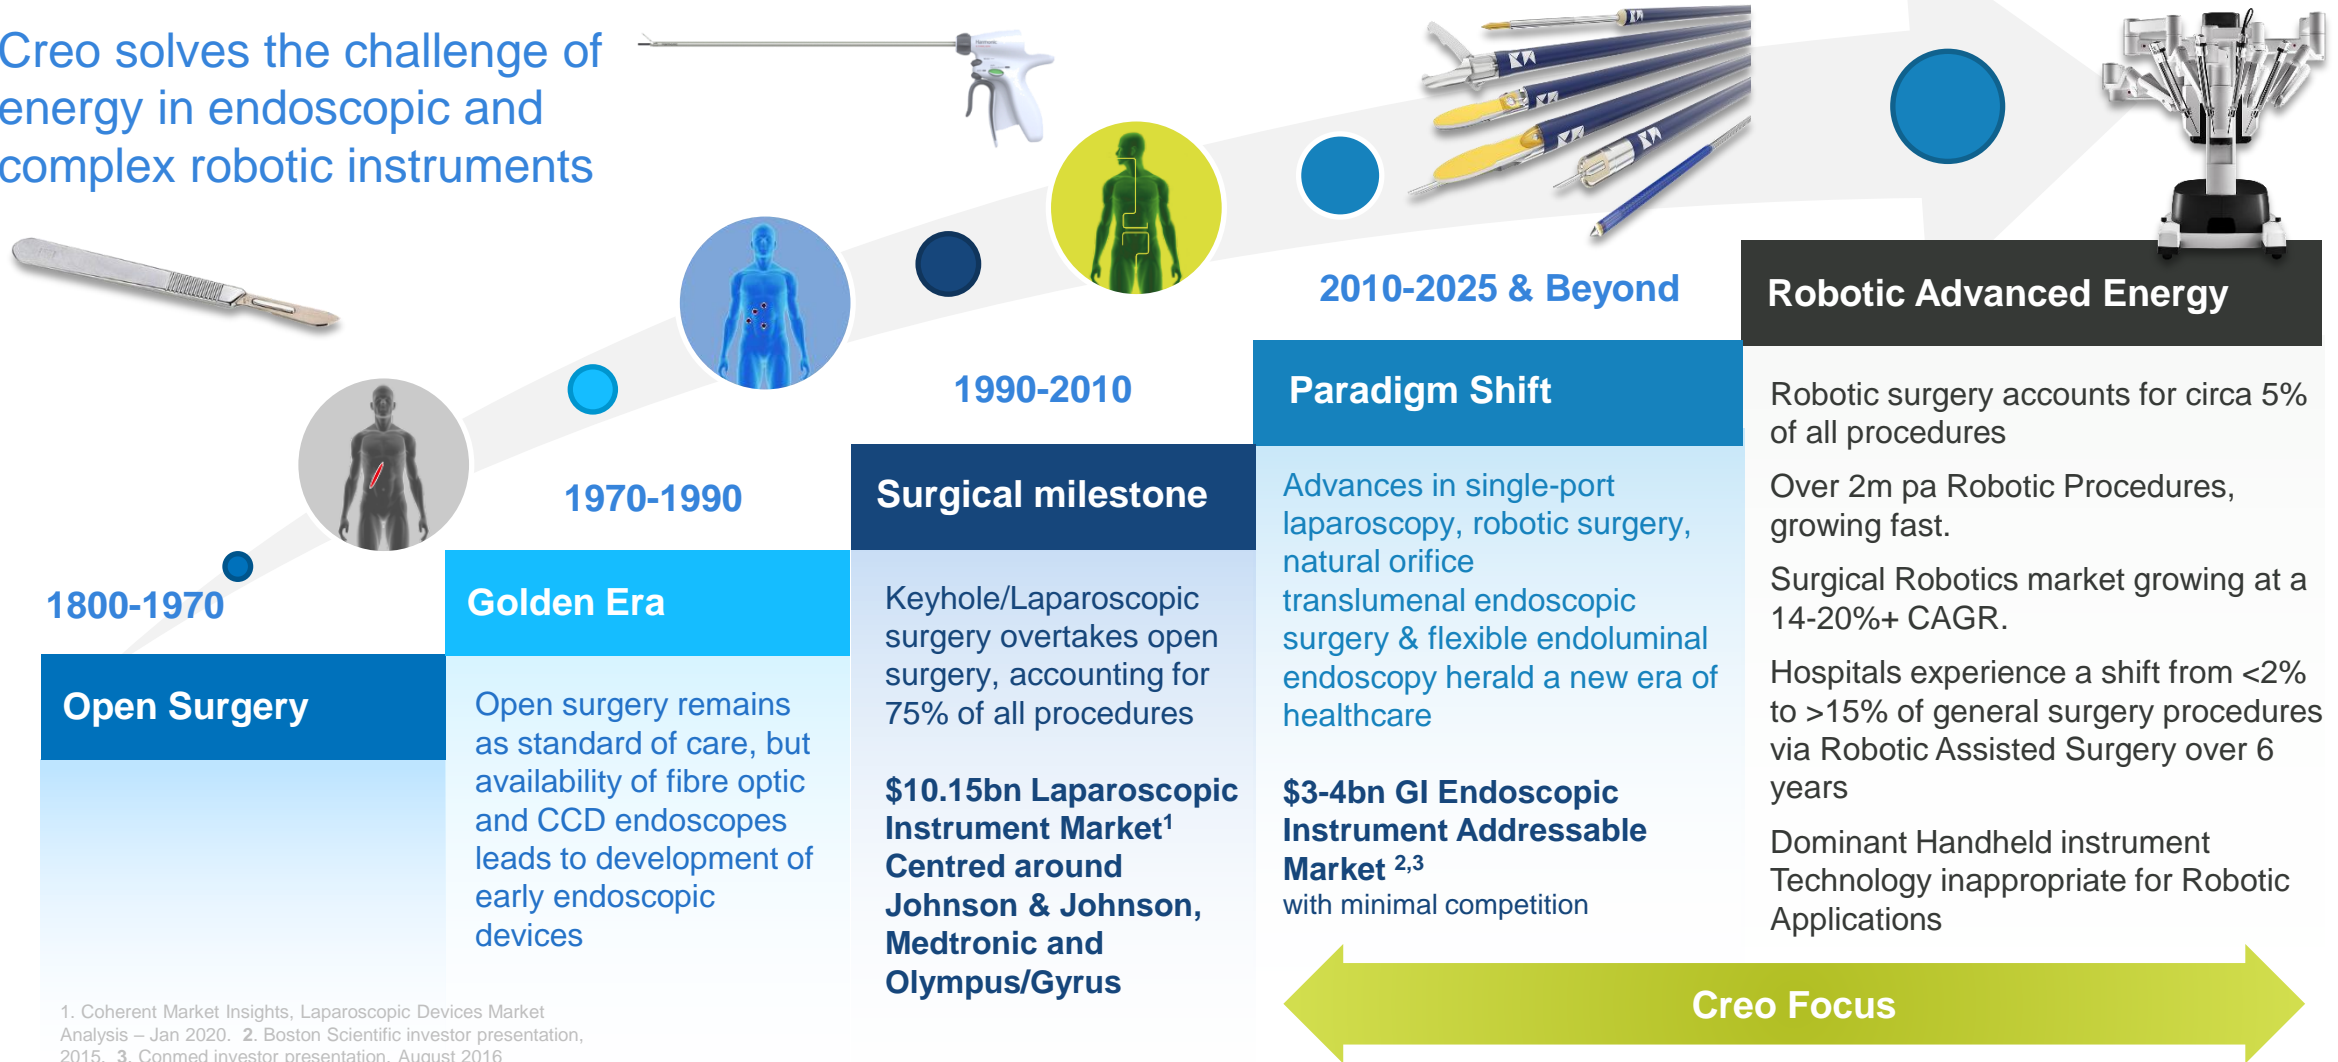 Creo solves the challenge of
energy in endoscopic and
complex robotic instruments
1800-1970
Open Surgery
1970-1990
Golden Era
Open surgery remains
as standard of care, but
availability of fibre optic
and CCD endoscopes
leads to development of
early endoscopic
devices
1990-2010
Surgical milestone
Keyhole/Laparoscopic
surgery overtakes open
surgery, accounting for
75% of all procedures
$10.15bn Laparoscopic
Instrument Market1
Centred around
Johnson & Johnson,
Medtronic and
Olympus/Gyrus
2010-2025 & Beyond
Paradigm Shift
Advances in single-port
laparoscopy, robotic surgery,
natural orifice
translumenal endoscopic
surgery & flexible endoluminal
endoscopy herald a new era of
healthcare
$3-4bn GI Endoscopic
Instrument Addressable
Market 2,3
with minimal competition
Robotic Advanced Energy
Robotic surgery accounts for circa 5%
of all procedures
Over 2m pa Robotic Procedures,
growing fast.
Surgical Robotics market growing at a
14-20%+ CAGR.
Hospitals experience a shift from <2%
to >15% of general surgery procedures
via Robotic Assisted Surgery over 6
years
Dominant Handheld instrument
Technology inappropriate for Robotic
Applications
Creo Focus
1. Coherent Market Insights, Laparoscopic Devices Market
Analysis – Jan 2020. 2. Boston Scientific investor presentation,
2015. 3. Conmed investor presentation, August 2016